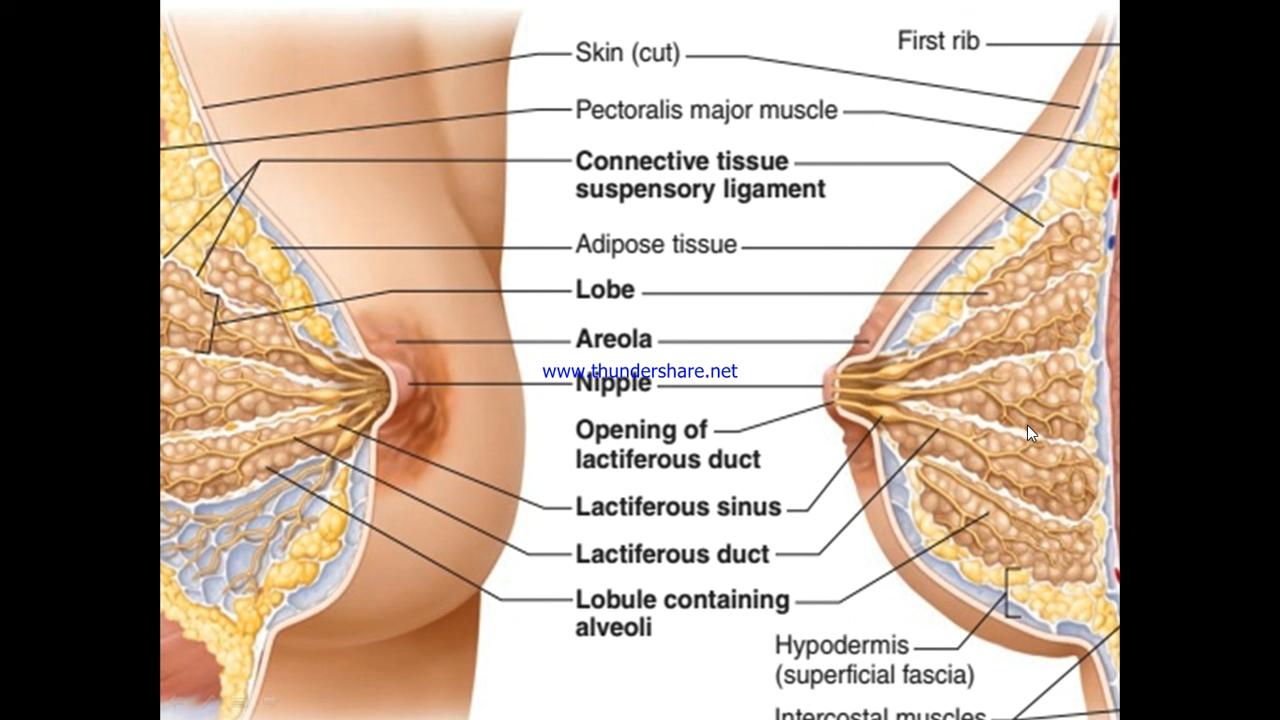 First rib
Skin (cut)
Pectoralis major muscle
Connective tissue
suspensory ligament
Adipose tissue
Lobe
Areola
www.thundershare.net
Nipple
Opening of
lactiferous duct
Lactiferous sinus
Lactiferous duct
Lobule containing
alveoli
Hypodermis
(superficial fascia)
Intercostal muscles